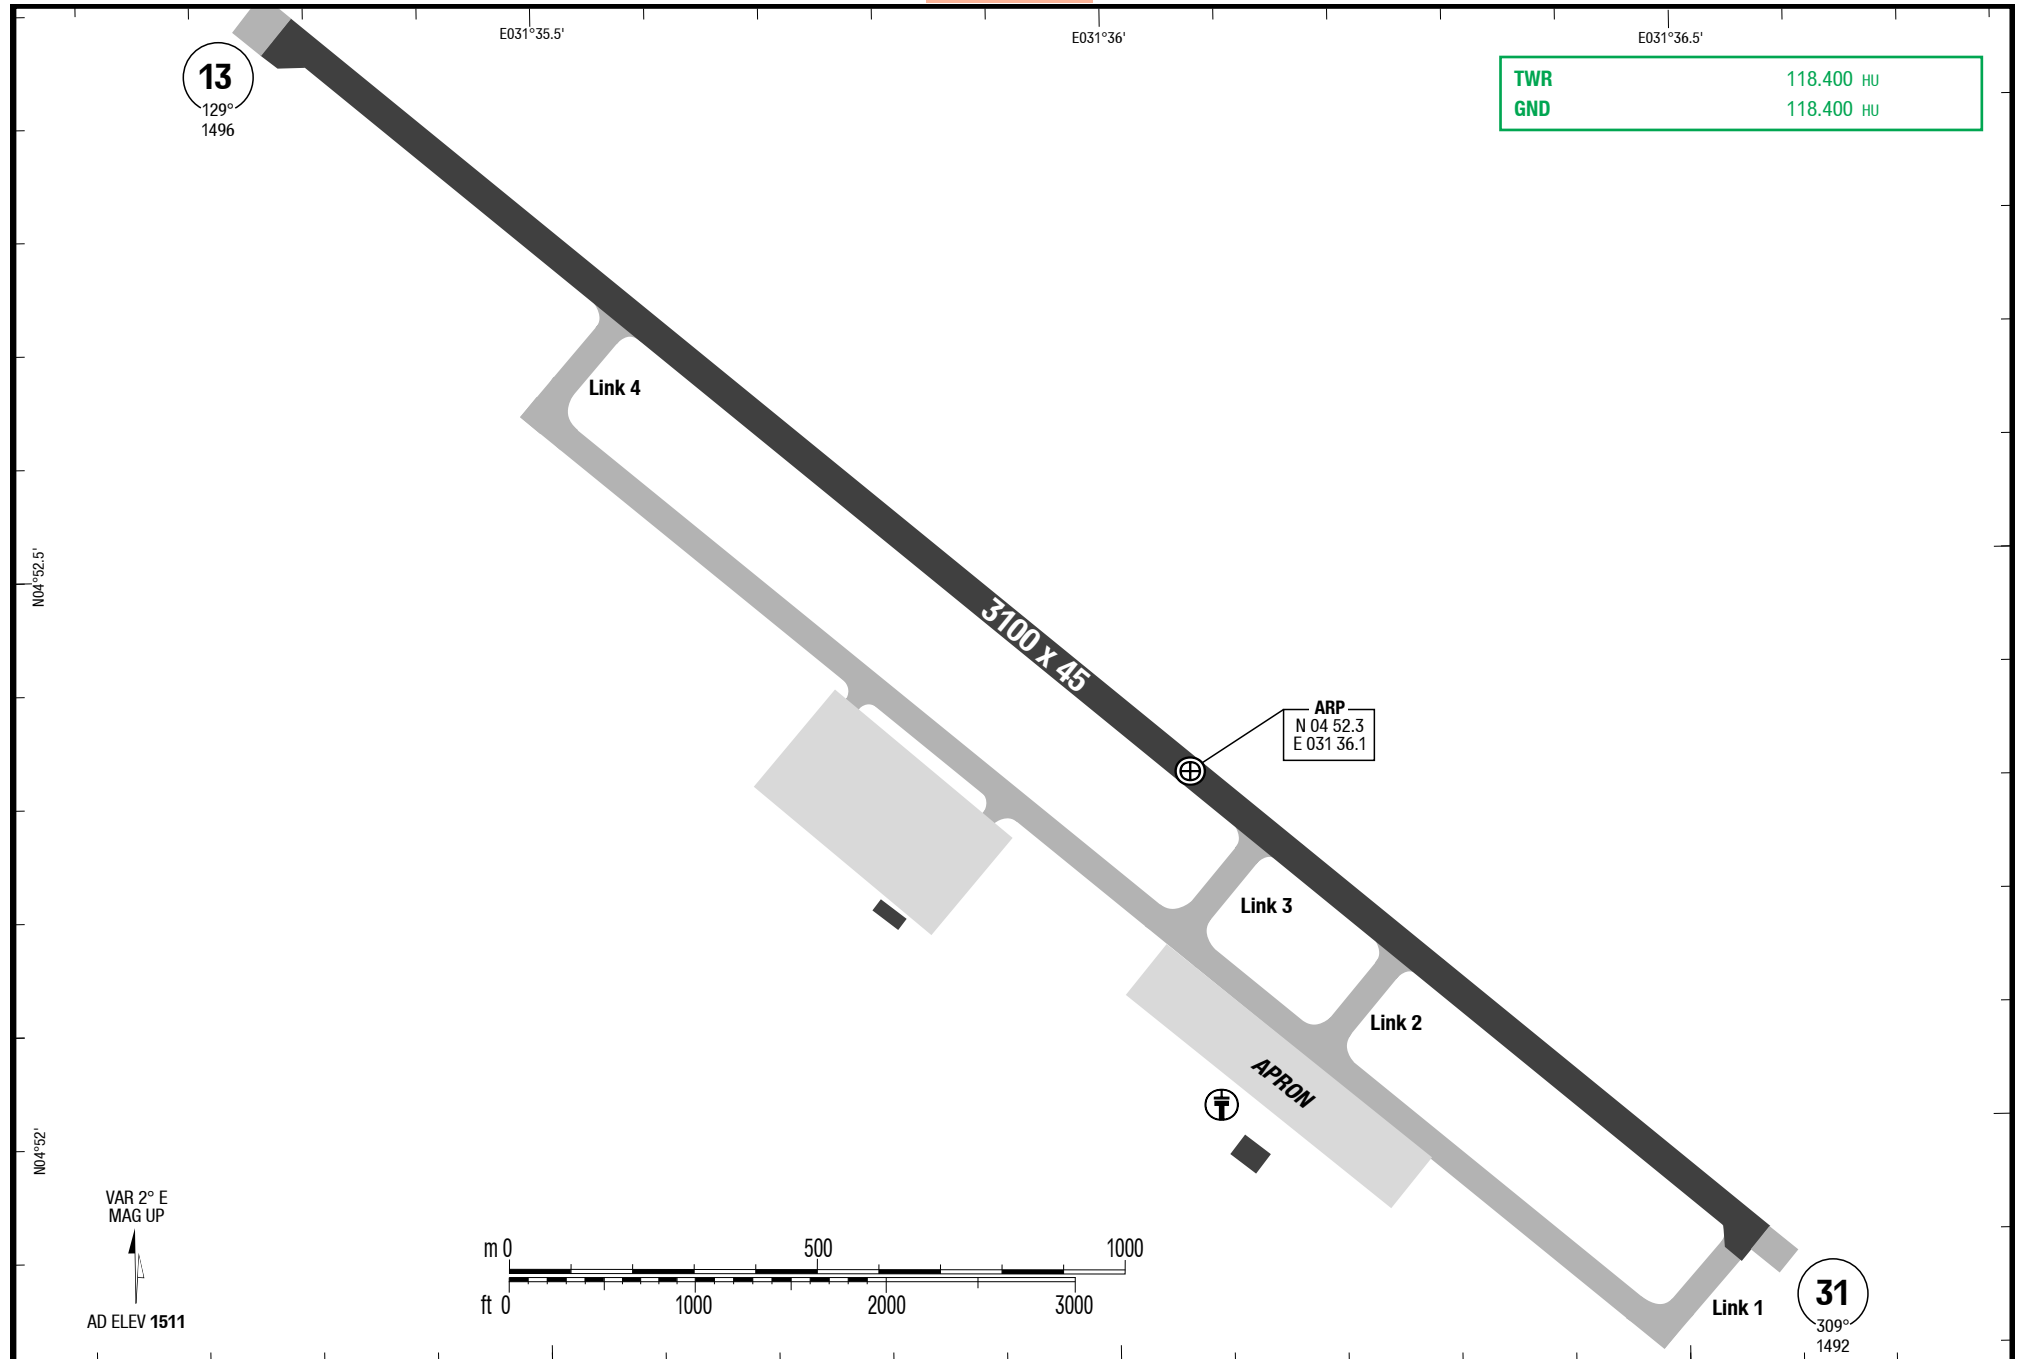 E031°35.5'
E031°36'
E031°36.5'
13
129°
1496
TWR 118.400 HU
GND 118.400 HU
Link 4
N04°52.5'
3100 x 45
ARP
N 04 52.3
E 031 36.1
Link 3
Link 2
APRON
N04°52'
VAR 2° E
MAG UP
AD ELEV 1511
m 0 500 1000
ft 0 1000 2000 3000
Link 1
31
309°
1492